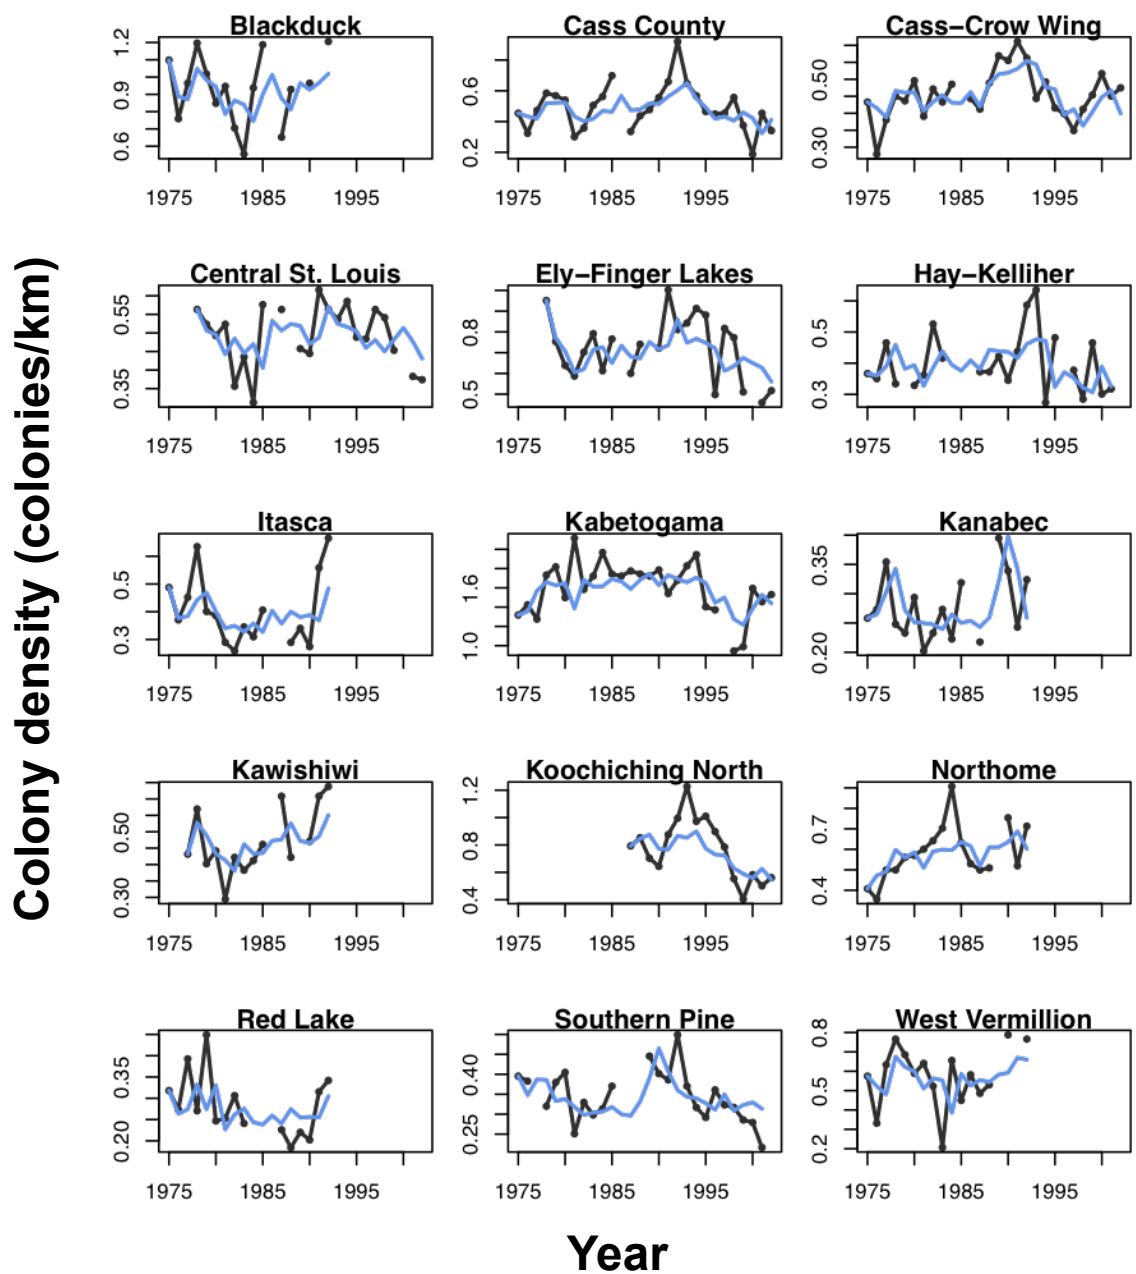 Colony density (colonies/km)
Blackduck
1.2
0.9
0.6
1975 1985 1995
Cass County
0.6
0.2
1975 1985 1995
Cass–Crow Wing
0.50
0.30
1975 1985 1995
Central St. Louis
0.55
0.35
1975 1985 1995
Ely–Finger Lakes
0.8
0.5
1975 1985 1995
Hay–Kelliher
0.5
0.3
1975 1985 1995
Itasca
0.5
0.3
1975 1985 1995
Kabetogama
1.6
1.0
1975 1985 1995
Kanabec
0.35
0.20
1975 1985 1995
Kawishiwi
0.50
0.30
1975 1985 1995
Koochiching North
1.2
0.8
0.4
1975 1985 1995
Northome
0.7
0.4
1975 1985 1995
Red Lake
0.35
0.20
1975 1985 1995
Southern Pine
0.40
0.25
1975 1985 1995
West Vermillion
0.8
0.5
0.2
1975 1985 1995
Year